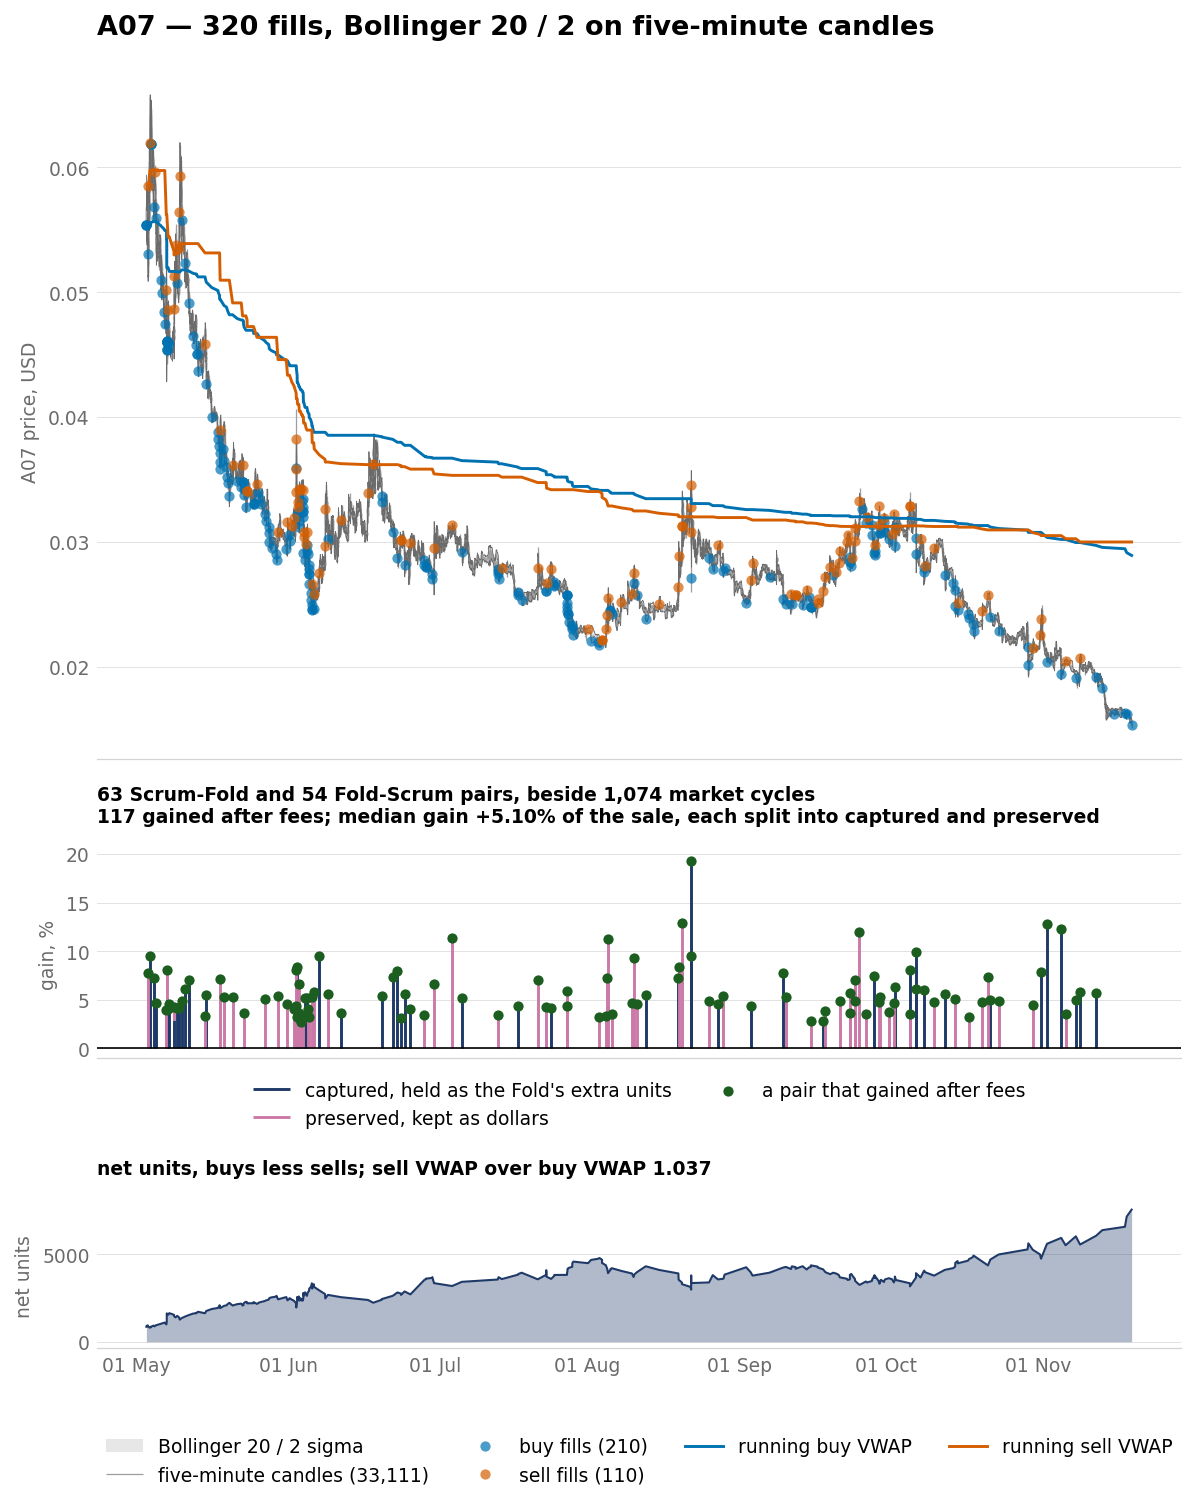 A07 — 320 fills, Bollinger 20 / 2 on five-minute candles
0.06
0.05
0.04
0.03
0.02
A07 price, USD
63 Scrum-Fold and 54 Fold-Scrum pairs, beside 1,074 market cycles
117 gained after fees; median gain +5.10% of the sale, each split into captured and preserved
20
15
10
5
0
gain, %
captured, held as the Fold's extra units
a pair that gained after fees
preserved, kept as dollars
net units, buys less sells; sell VWAP over buy VWAP 1.037
5000
0
net units
01 May
01 Jun
01 Jul
01 Aug
01 Sep
01 Oct
01 Nov
Bollinger 20 / 2 sigma
buy fills (210)
running buy VWAP
running sell VWAP
five-minute candles (33,111)
sell fills (110)